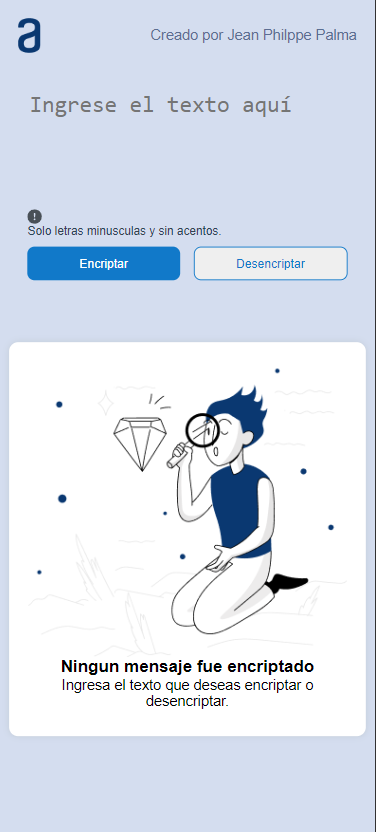 a
Creado por Jean Philppe Palma
Ingrese el texto aquí
!
Solo letras minusculas y sin acentos.
Encriptar
Desencriptar
Ningun mensaje fue encriptado
Ingresa el texto que deseas encriptar o
desencriptar.